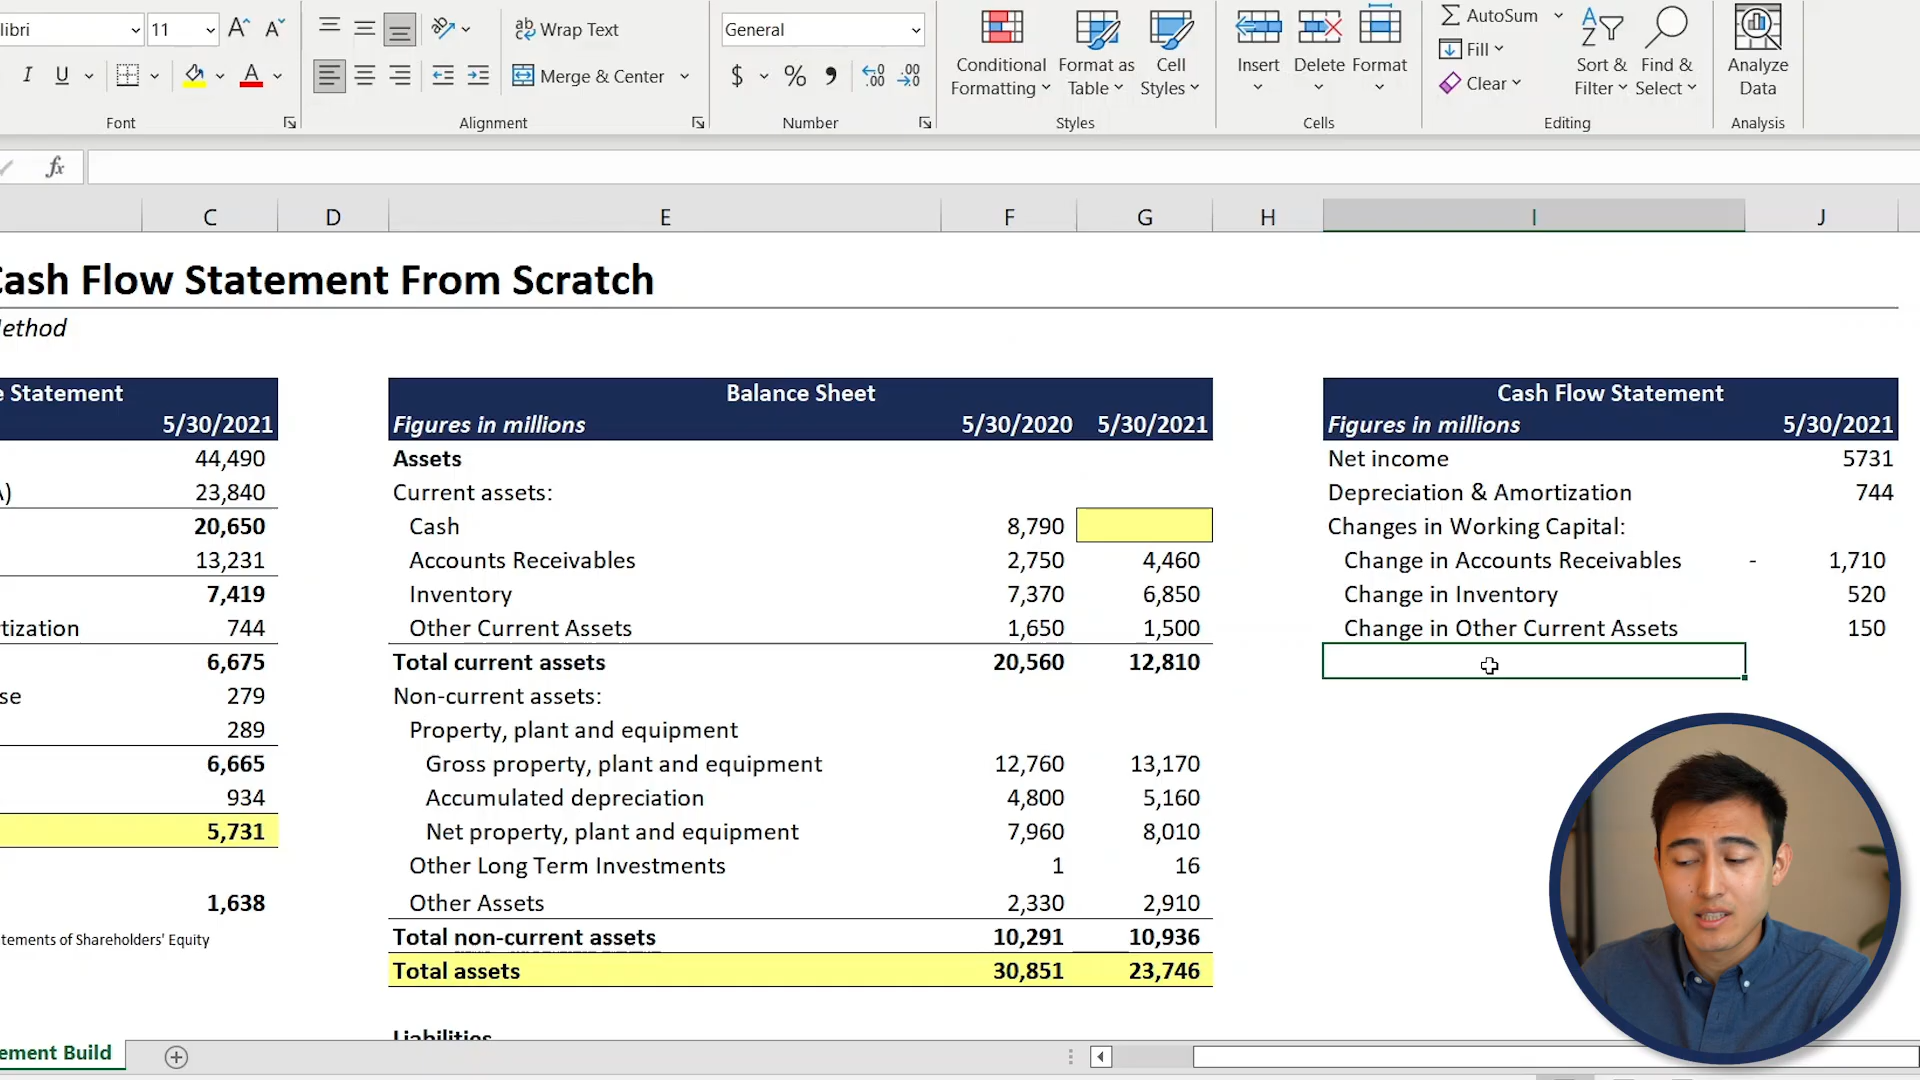 libri
11
Wrap Text
General
AutoSum
Fill
Clear
I
U
Merge & Center
$
%
Conditional Formatting
Format as Table
Cell Styles
Insert
Delete
Format
Sort & Filter
Find & Select
Analyze Data
Font
Alignment
Number
Styles
Cells
Editing
Analysis
fx
C D E F G H I J
Cash Flow Statement From Scratch
Method
Statement
5/30/2021
44,490
A) 23,840
20,650
13,231
7,419
tization 744
6,675
se 279
289
6,665
934
5,731
1,638
tements of Shareholders' Equity
Balance Sheet
Figures in millions 5/30/2020 5/30/2021
Assets
Current assets:
Cash 8,790
Accounts Receivables 2,750 4,460
Inventory 7,370 6,850
Other Current Assets 1,650 1,500
Total current assets 20,560 12,810
Non-current assets:
Property, plant and equipment
Gross property, plant and equipment 12,760 13,170
Accumulated depreciation 4,800 5,160
Net property, plant and equipment 7,960 8,010
Other Long Term Investments 1 16
Other Assets 2,330 2,910
Total non-current assets 10,291 10,936
Total assets 30,851 23,746
Cash Flow Statement
Figures in millions 5/30/2021
Net income 5731
Depreciation & Amortization 744
Changes in Working Capital:
Change in Accounts Receivables - 1,710
Change in Inventory 520
Change in Other Current Assets 150
ement Build